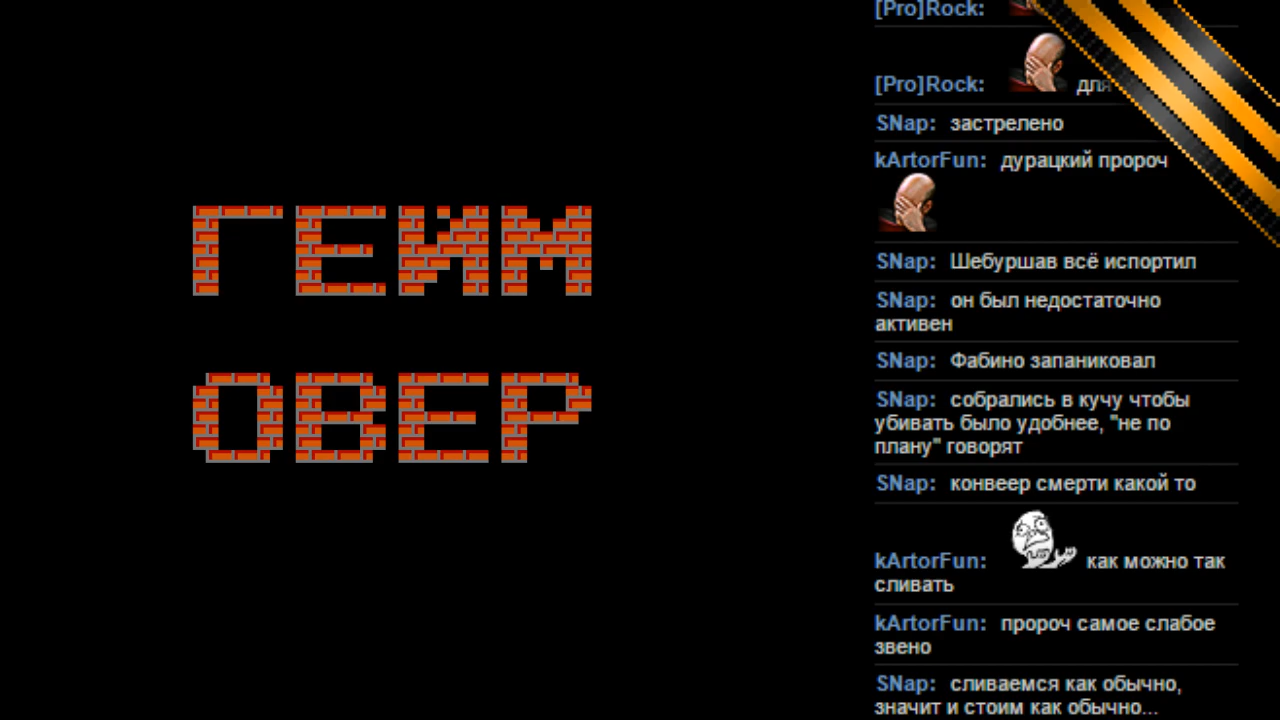 ГЕЙМ
ОВЕР
[Pro]Rock:
[Pro]Rock: для
SNap: застрелено
kArtorFun: дурацкий пророч
SNap: Шебуршав всё испортил
SNap: он был недостаточно
активен
SNap: Фабино запаниковал
SNap: собрались в кучу чтобы
убивать было удобнее, "не по
плану" говорят
SNap: конвеер смерти какой то
kArtorFun: как можно так
сливать
kArtorFun: пророч самое слабое
звено
SNap: сливаемся как обычно,
значит и стоим как обычно...